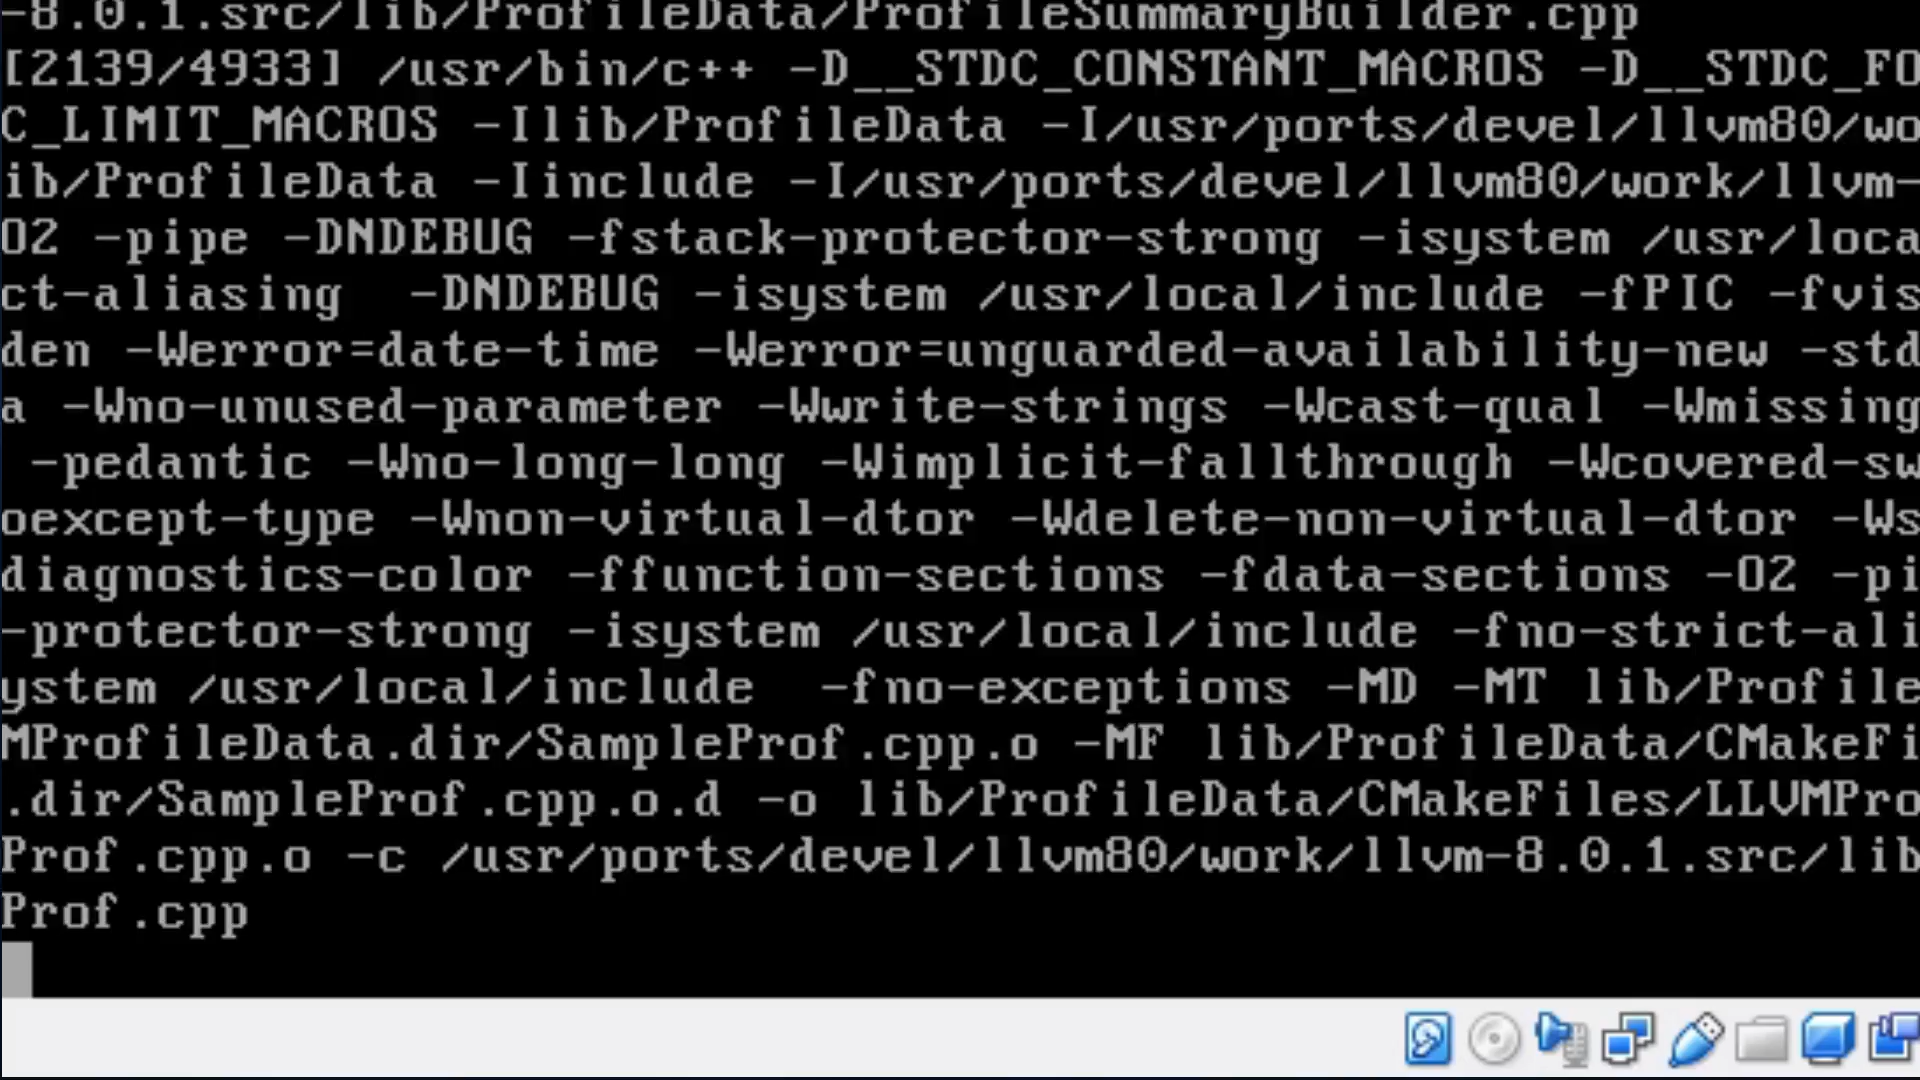 -8.0.1.src/lib/ProfileData/ProfileSummaryBuilder.cpp
[2139/4933] /usr/bin/c++ -D__STDC_CONSTANT_MACROS -D__STDC_FO
C_LIMIT_MACROS -Ilib/ProfileData -I/usr/ports/devel/llvm80/wo
ib/ProfileData -Iinclude -I/usr/ports/devel/llvm80/work/llvm-
O2 -pipe -DNDEBUG -fstack-protector-strong -isystem /usr/loca
ct-aliasing  -DNDEBUG -isystem /usr/local/include -fPIC -fvis
den -Werror=date-time -Werror=unguarded-availability-new -std
a -Wno-unused-parameter -Wwrite-strings -Wcast-qual -Wmissing
 -pedantic -Wno-long-long -Wimplicit-fallthrough -Wcovered-sw
oexcept-type -Wnon-virtual-dtor -Wdelete-non-virtual-dtor -Ws
diagnostics-color -ffunction-sections -fdata-sections -O2 -pi
-protector-strong -isystem /usr/local/include -fno-strict-ali
ystem /usr/local/include  -fno-exceptions -MD -MT lib/Profile
MProfileData.dir/SampleProf.cpp.o -MF lib/ProfileData/CMakeFi
.dir/SampleProf.cpp.o.d -o lib/ProfileData/CMakeFiles/LLVMPro
Prof.cpp.o -c /usr/ports/devel/llvm80/work/llvm-8.0.1.src/lib
Prof.cpp